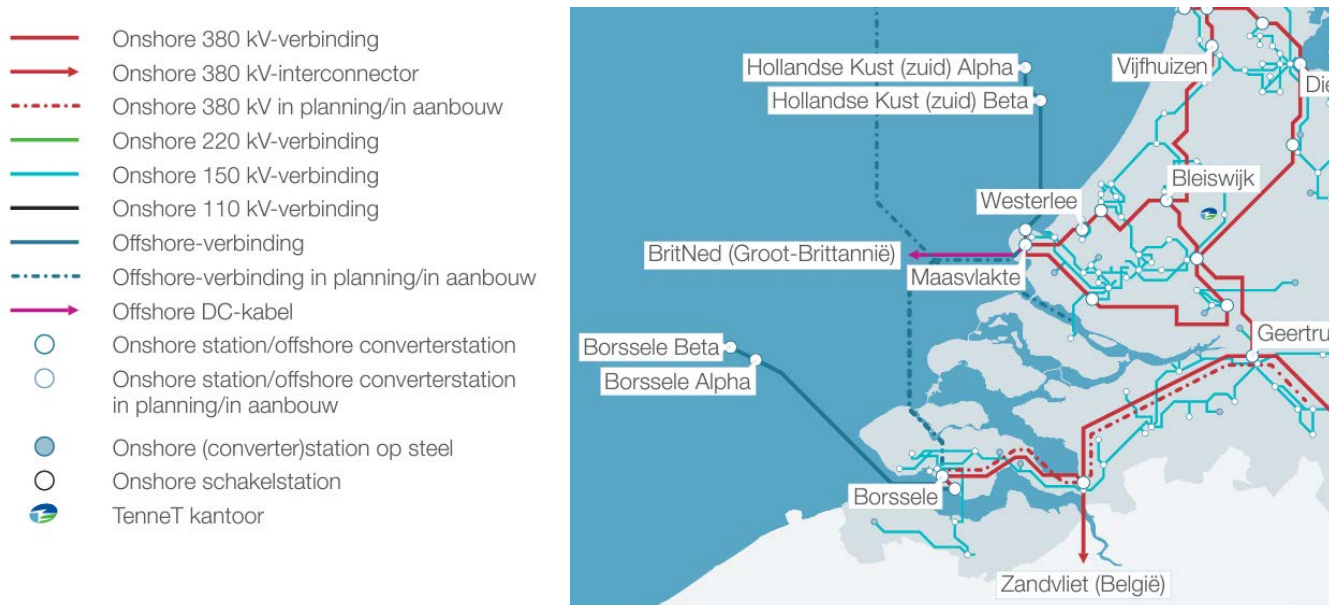 Onshore 380 kV-verbinding
Onshore 380 kV-interconnector
Onshore 380 kV in planning/in aanbouw
Onshore 220 kV-verbinding
Onshore 150 kV-verbinding
Onshore 110 kV-verbinding
Offshore-verbinding
Offshore-verbinding in planning/in aanbouw
Offshore DC-kabel
Onshore station/offshore converterstation
Onshore station/offshore converterstation
in planning/in aanbouw
Onshore (converter)station op steel
Onshore schakelstation
TenneT kantoor
Hollandse Kust (zuid) Alpha
Vijfhuizen
Die
Hollandse Kust (zuid) Beta
Bleiswijk
Westerlee
BritNed (Groot-Brittannië)
Maasvlakte
Geertru
Borssele Beta
Borssele Alpha
Borssele
Zandvliet (België)